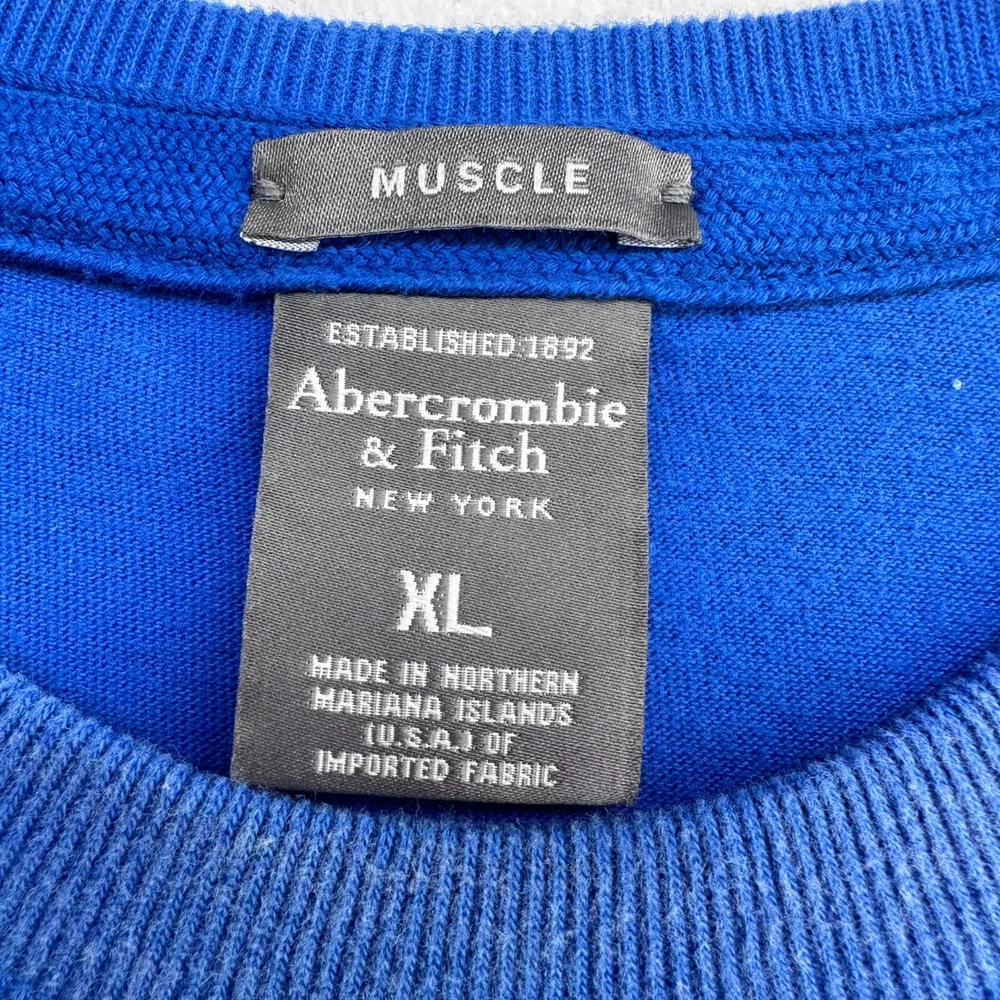 MUSCLE
ESTABLISHED 1892
Abercrombie
& Fitch
NEW YORK
XL
MADE IN NORTHERN
MARIANA ISLANDS
(U.S.A.) OF
IMPORTED FABRIC